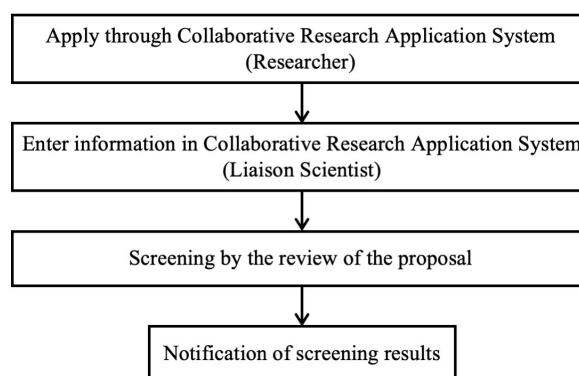 Apply through Collaborative Research Application System
(Researcher)
Enter information in Collaborative Research Application System
(Liaison Scientist)
Screening by the review of the proposal
Notification of screening results